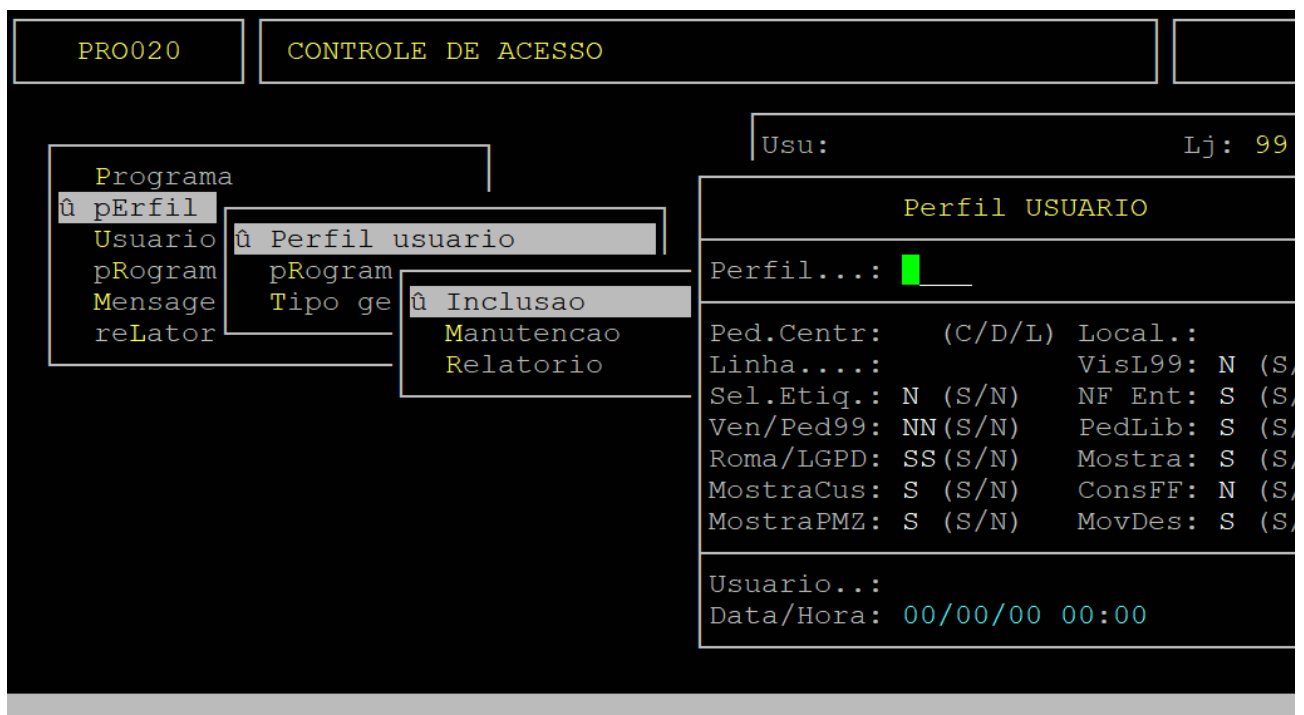 PRO020 CONTROLE DE ACESSO
Usu: Lj: 99
Programa
û pErfil
Usuario
pRogram
Mensage
reLator
û Perfil usuario
pRogram
Tipo ge
û Inclusao
Manutencao
Relatorio
Perfil USUARIO
Perfil...: ___
Ped.Centr: (C/D/L) Local.:
Linha....: VisL99: N (S/
Sel.Etiq.: N (S/N) NF Ent: S (S/
Ven/Ped99: NN(S/N) PedLib: S (S/
Roma/LGPD: SS(S/N) Mostra: S (S/
MostraCus: S (S/N) ConsFF: N (S/
MostraPMZ: S (S/N) MovDes: S (S/
Usuario..:
Data/Hora: 00/00/00 00:00